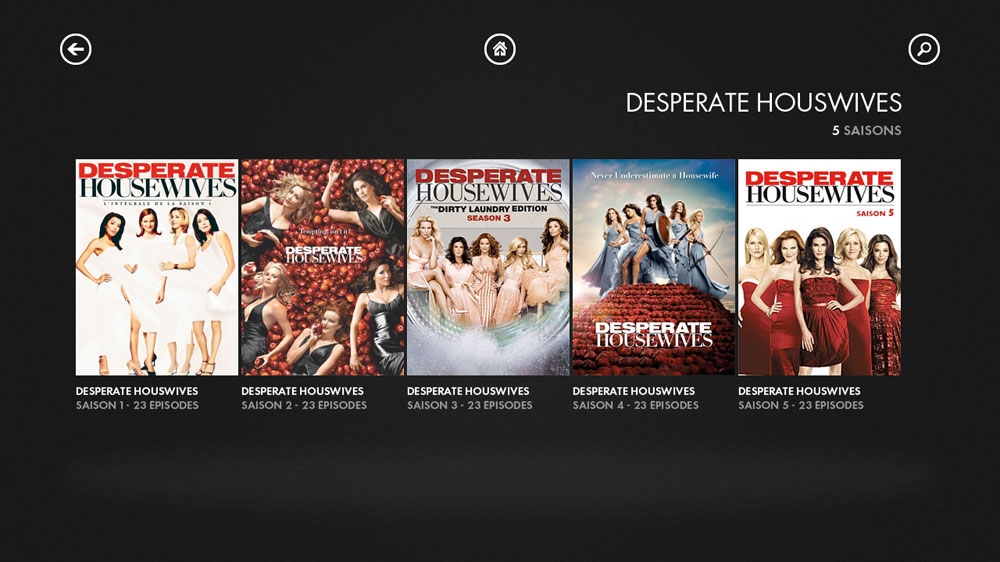 DESPERATE HOUSWIVES
5 SAISONS
DESPERATE
HOUSEWIVES
L'INTÉGRALE DE LA SAISON 1
Tempting, isn't it?
DESPERATE
HOUSEWIVES
DESPERATE
HOUSEWIVES
THE DIRTY LAUNDRY EDITION
SEASON 3
Never Underestimate a Housewife
DESPERATE
HOUSEWIVES
DESPERATE
HOUSEWIVES
SAISON 5
DESPERATE HOUSWIVES
SAISON 1 - 23 EPISODES
DESPERATE HOUSWIVES
SAISON 2 - 23 EPISODES
DESPERATE HOUSWIVES
SAISON 3 - 23 EPISODES
DESPERATE HOUSWIVES
SAISON 4 - 23 EPISODES
DESPERATE HOUSWIVES
SAISON 5 - 23 EPISODES